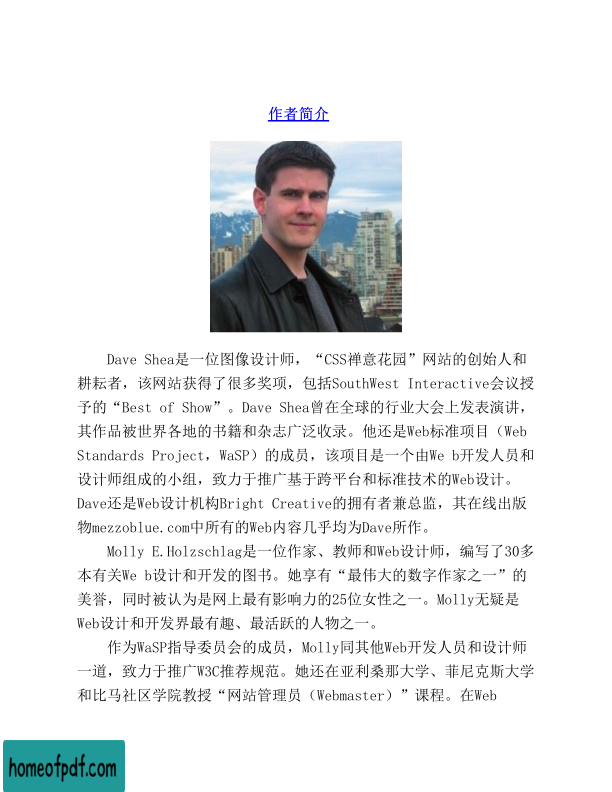 作者简介
Dave Shea是一位图像设计师，“CSS禅意花园”网站的创始人和
耕耘者，该网站获得了很多奖项，包括SouthWest Interactive会议授
予的“Best of Show”。Dave Shea曾在全球的行业大会上发表演讲，
其作品被世界各地的书籍和杂志广泛收录。他还是Web标准项目（Web
Standards Project，WaSP）的成员，该项目是一个由We b开发人员和
设计师组成的小组，致力于推广基于跨平台和标准技术的Web设计。
Dave还是Web设计机构Bright Creative的拥有者兼总监，其在线出版
物mezzoblue.com中所有的Web内容几乎均为Dave所作。
Molly E.Holzschlag是一位作家、教师和Web设计师，编写了30多
本有关We b设计和开发的图书。她享有“最伟大的数字作家之一”的
美誉，同时被认为是网上最有影响力的25位女性之一。Molly无疑是
Web设计和开发界最有趣、最活跃的人物之一。
作为WaSP指导委员会的成员，Molly同其他Web开发人员和设计师
一道，致力于推广W3C推荐规范。她还在亚利桑那大学、菲尼克斯大学
和比马社区学院教授“网站管理员（Webmaster）”课程。在Web
homeofpdf.com